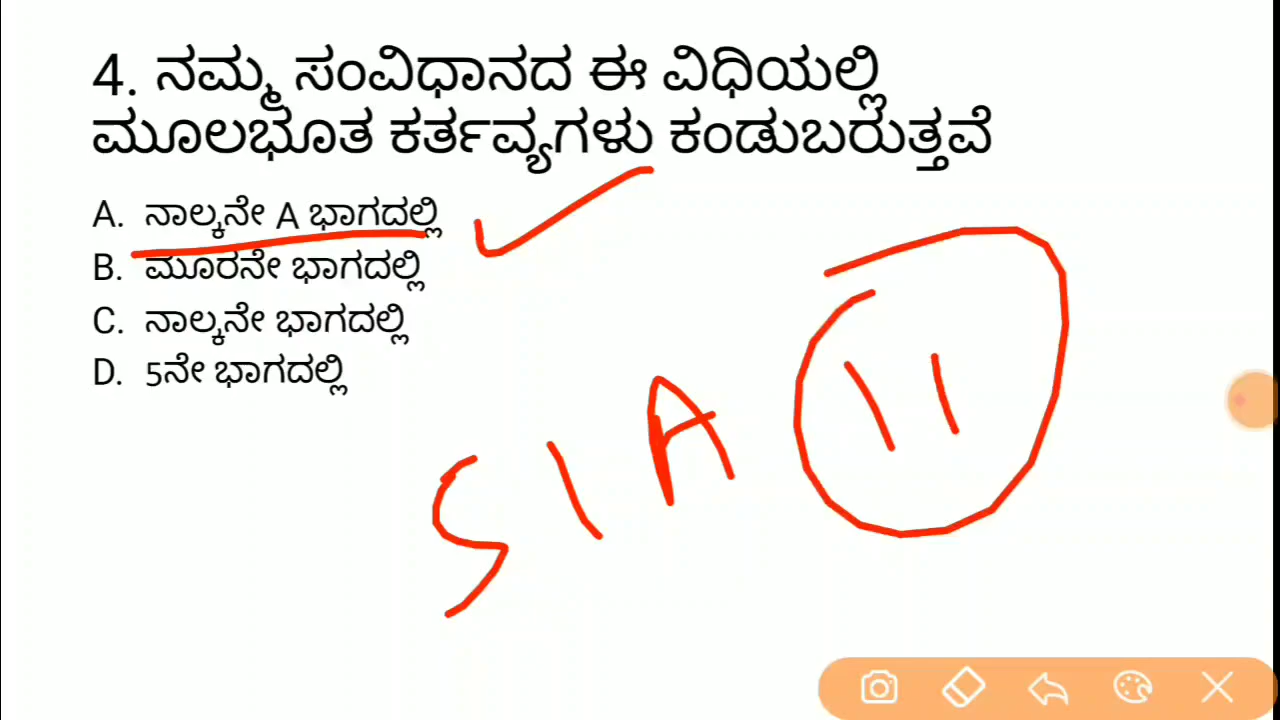 4. ನಮ್ಮ ಸಂವಿಧಾನದ ಈ ವಿಧಿಯಲ್ಲಿ
ಮೂಲಭೂತ ಕರ್ತವ್ಯಗಳು ಕಂಡುಬರುತ್ತವೆ
A. ನಾಲ್ಕನೇ A ಭಾಗದಲ್ಲಿ
B. ಮೂರನೇ ಭಾಗದಲ್ಲಿ
C. ನಾಲ್ಕನೇ ಭಾಗದಲ್ಲಿ
D. 5ನೇ ಭಾಗದಲ್ಲಿ
51A 11